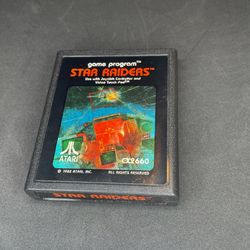 game program™
STAR RAIDERS™
Use with Joystick Controller and
Video Touch Pad™
ATARI®
CX2660
© 1982 ATARI, INC.
ALL RIGHTS RESERVED
STAR RAIDERS™